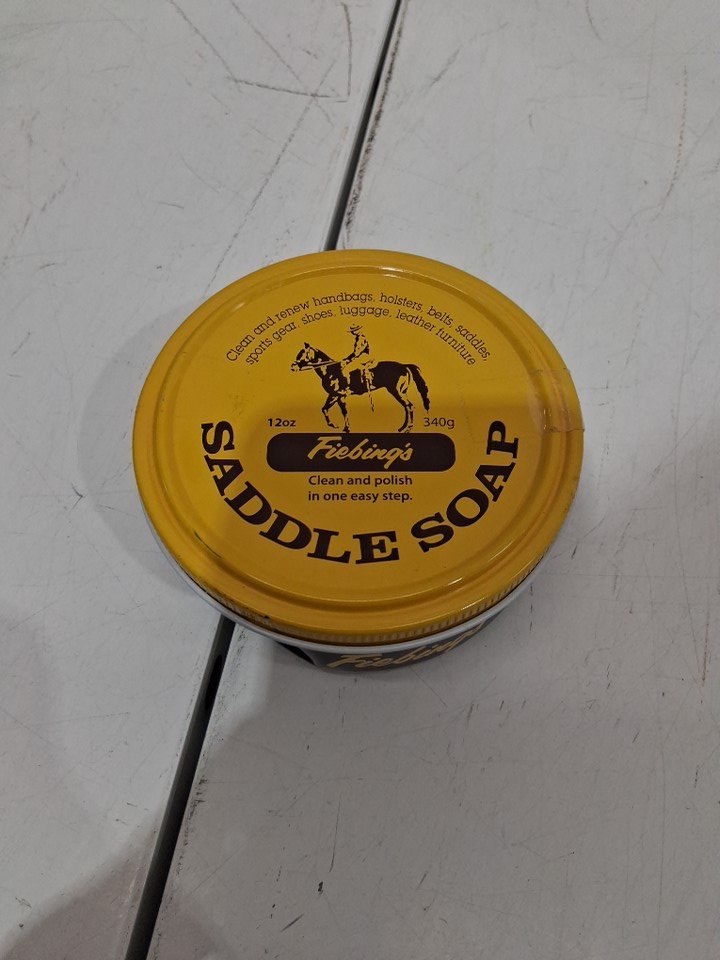 Clean and renew handbags, holsters, belts, saddles,
sports gear, shoes, luggage, leather furniture
12oz
340g
Fiebing's
Clean and polish
in one easy step.
SADDLE SOAP
Fiebing's